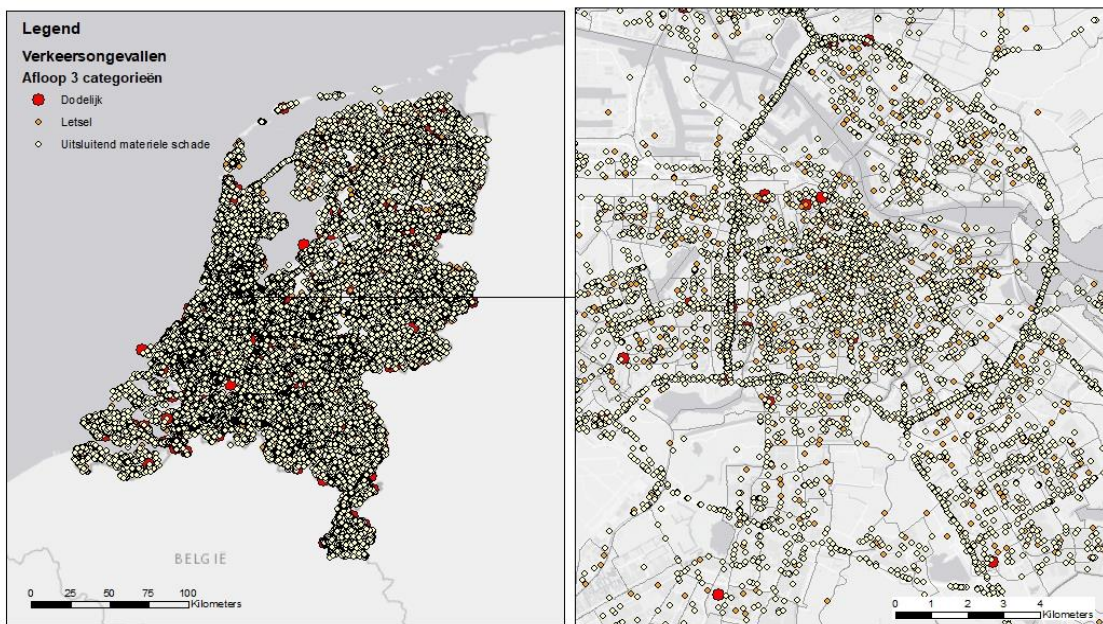 Legend
Verkeersongevallen
Afloop 3 categorieën
Dodelijk
Letsel
Uitsluitend materiele schade
BELGIË
0 25 50 75 100
Kilometers
0 1 2 3 4
Kilometers